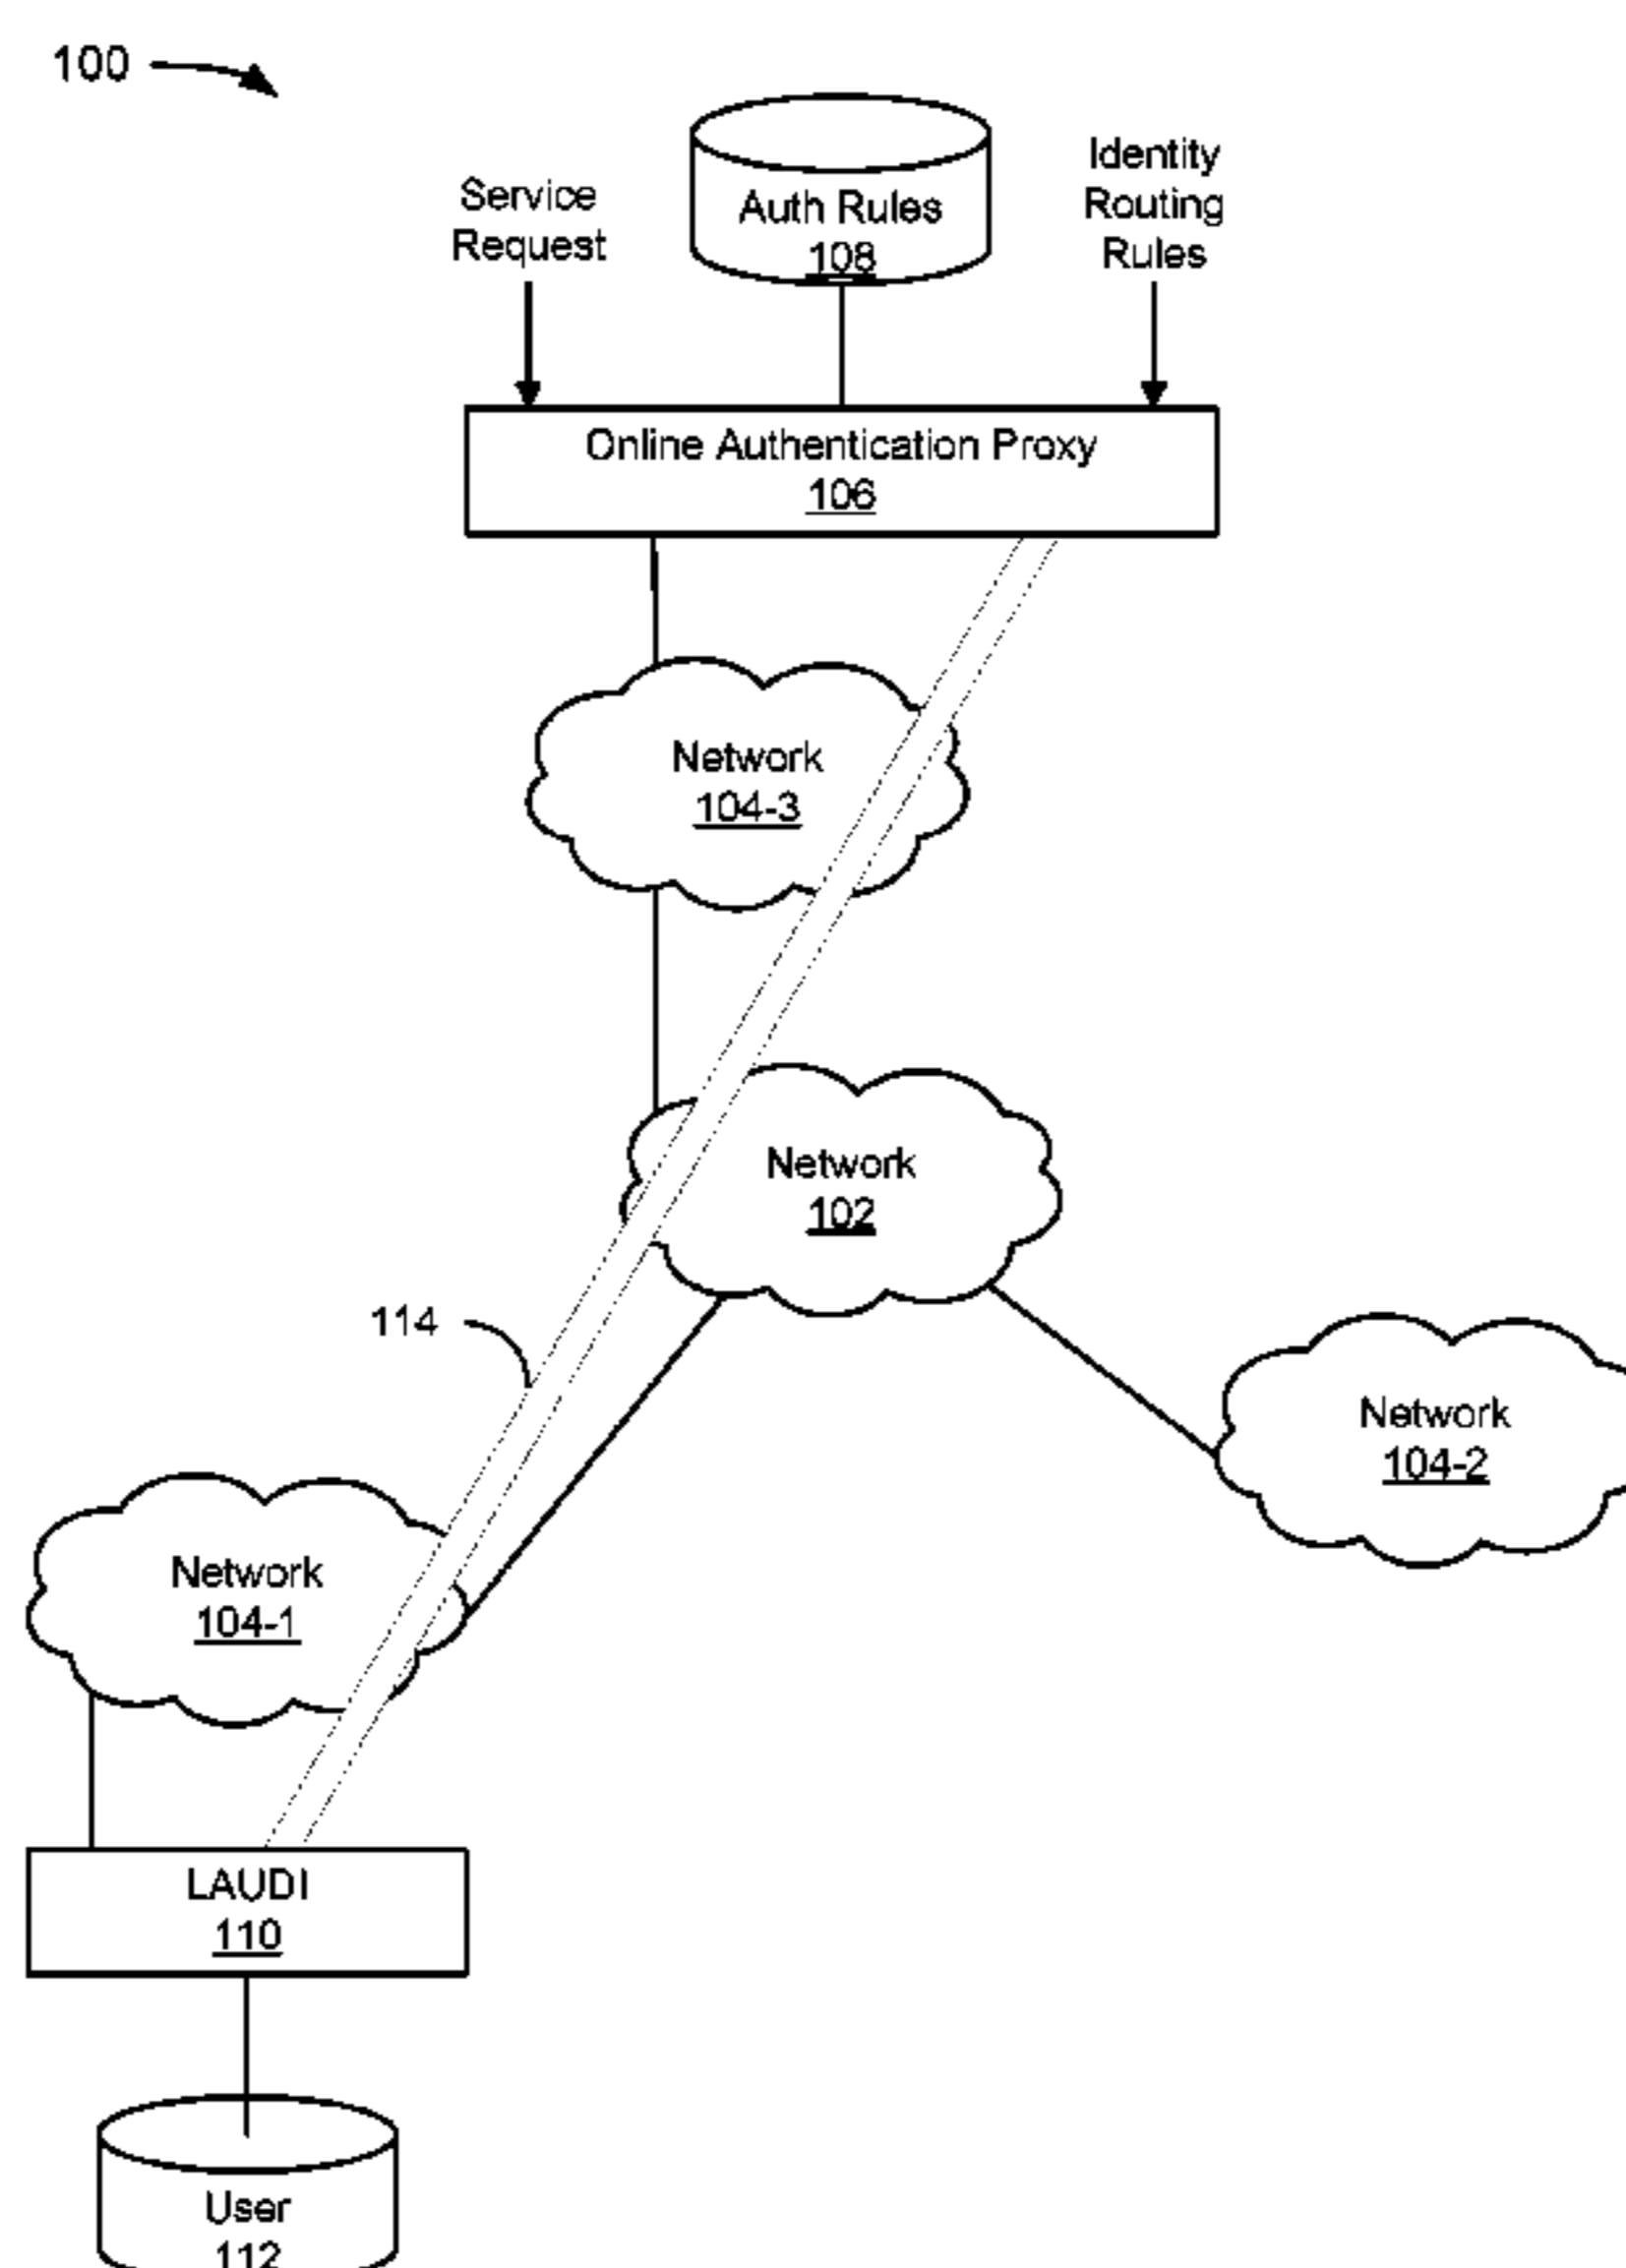 100
Service
Request
Auth Rules
108
Identity
Routing
Rules
Online Authentication Proxy
106
Network
104-3
Network
102
114
Network
104-2
Network
104-1
LAUDI
110
User
112